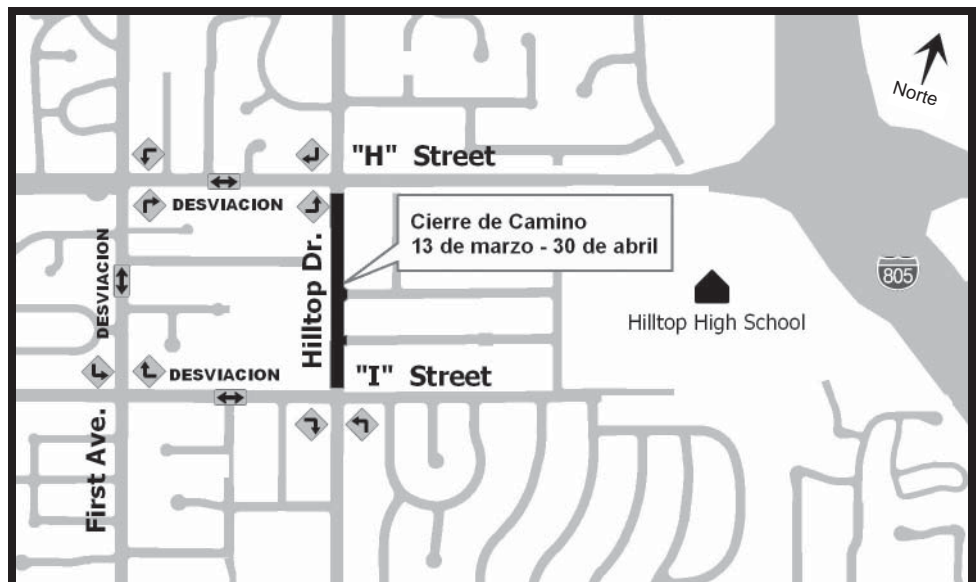 Norte
"H" Street
DESVIACION
Cierre de Camino
13 de marzo - 30 de abril
DESVIACION
Hilltop Dr.
805
Hilltop High School
DESVIACION
"I" Street
First Ave.